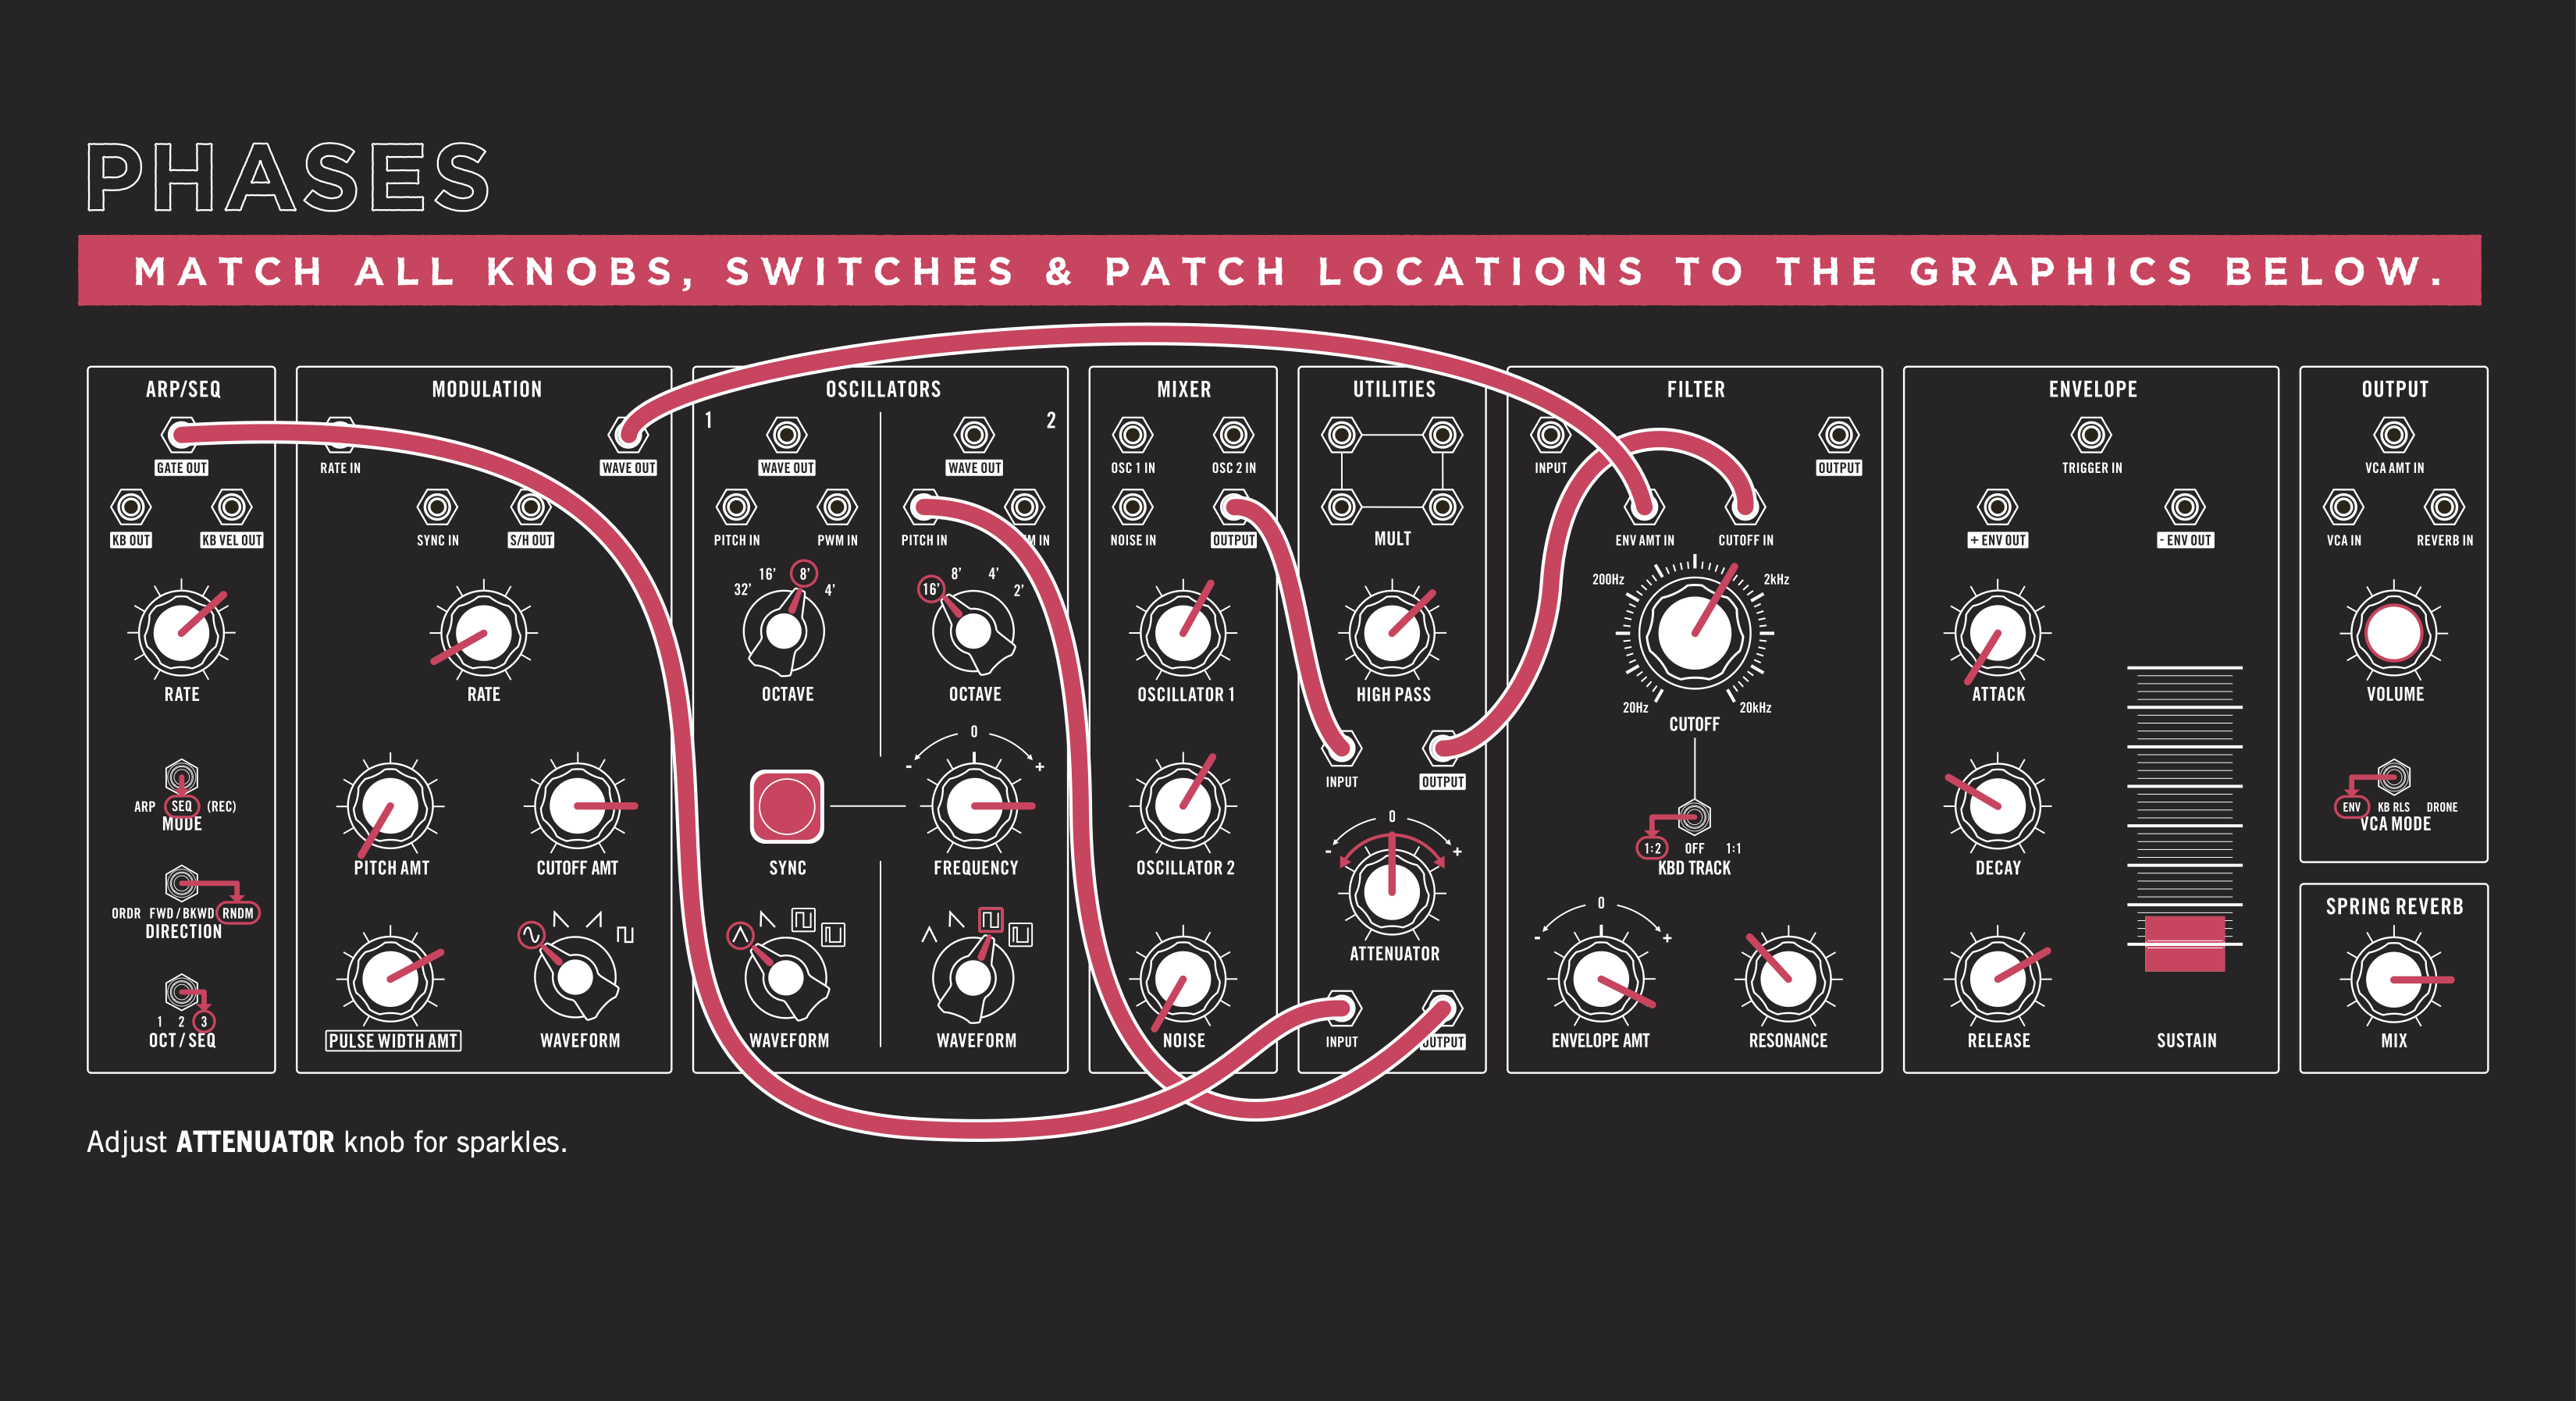 PHASES
MATCH ALL KNOBS, SWITCHES & PATCH LOCATIONS TO THE GRAPHICS BELOW.
ARP/SEQ
GATE OUT
KB OUT KB VEL OUT
RATE
ARP SEQ (REC)
MODE
ORDR FWD / BKWD RNDM
DIRECTION
1 2 3
OCT / SEQ
MODULATION
RATE IN WAVE OUT
SYNC IN S/H OUT
RATE
PITCH AMT CUTOFF AMT
PULSE WIDTH AMT WAVEFORM
OSCILLATORS
1 2
WAVE OUT WAVE OUT
PITCH IN PWM IN PITCH IN M IN
32' 16' 8' 4' 16' 8' 4' 2'
OCTAVE OCTAVE
- 0 +
SYNC FREQUENCY
WAVEFORM WAVEFORM
MIXER
OSC 1 IN OSC 2 IN
NOISE IN OUTPUT
OSCILLATOR 1
OSCILLATOR 2
NOISE
UTILITIES
MULT
HIGH PASS
INPUT OUTPUT
- 0 +
ATTENUATOR
INPUT OUTPUT
FILTER
INPUT OUTPUT
ENV AMT IN CUTOFF IN
200Hz 2kHz
20Hz 20kHz
CUTOFF
1:2 OFF 1:1
KBD TRACK
- 0 +
ENVELOPE AMT RESONANCE
ENVELOPE
TRIGGER IN
+ ENV OUT - ENV OUT
ATTACK
DECAY
RELEASE SUSTAIN
OUTPUT
VCA AMT IN
VCA IN REVERB IN
VOLUME
ENV KB RLS DRONE
VCA MODE
SPRING REVERB
MIX
Adjust ATTENUATOR knob for sparkles.